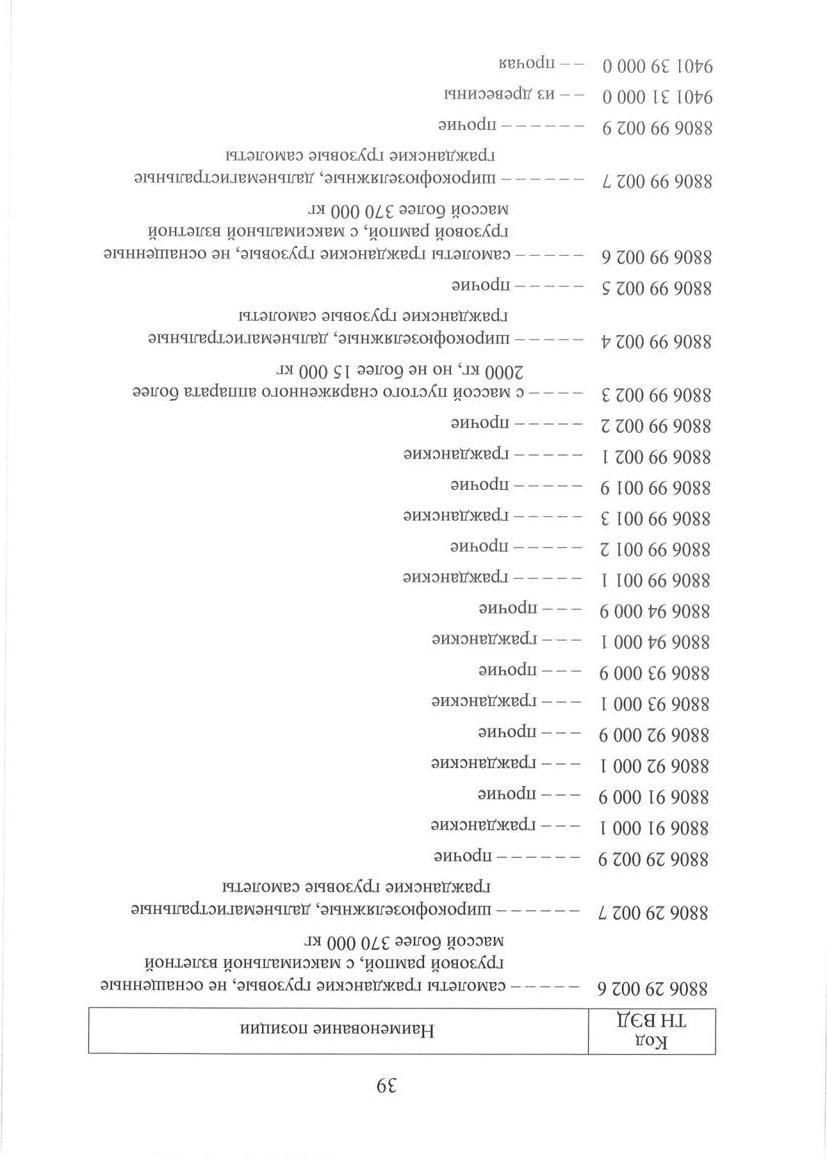 39
Код
ТН ВЭД
Наименование позиции
8806 29 002 6 – – – – – самолеты гражданские грузовые, не оснащенные
грузовой рампой, с максимальной взлетной
массой более 370 000 кг
8806 29 002 7 – – – – – – широкофюзеляжные, дальнемагистральные
гражданские грузовые самолеты
8806 29 002 9 – – – – – – прочие
8806 91 000 1 – – – гражданские
8806 91 000 9 – – – прочие
8806 92 000 1 – – – гражданские
8806 92 000 9 – – – прочие
8806 93 000 1 – – – гражданские
8806 93 000 9 – – – прочие
8806 94 000 1 – – – гражданские
8806 94 000 9 – – – прочие
8806 99 001 1 – – – – – гражданские
8806 99 001 2 – – – – – прочие
8806 99 001 3 – – – – – гражданские
8806 99 001 9 – – – – – прочие
8806 99 002 1 – – – – – гражданские
8806 99 002 2 – – – – – прочие
8806 99 002 3 – – – – с массой пустого снаряженного аппарата более
2000 кг, но не более 15 000 кг
8806 99 002 4 – – – – – широкофюзеляжные, дальнемагистральные
гражданские грузовые самолеты
8806 99 002 5 – – – – – прочие
8806 99 002 6 – – – – – самолеты гражданские грузовые, не оснащенные
грузовой рампой, с максимальной взлетной
массой более 370 000 кг
8806 99 002 7 – – – – – – широкофюзеляжные, дальнемагистральные
гражданские грузовые самолеты
8806 99 002 9 – – – – – – прочие
9401 31 000 0 – – из древесины
9401 39 000 0 – – прочая